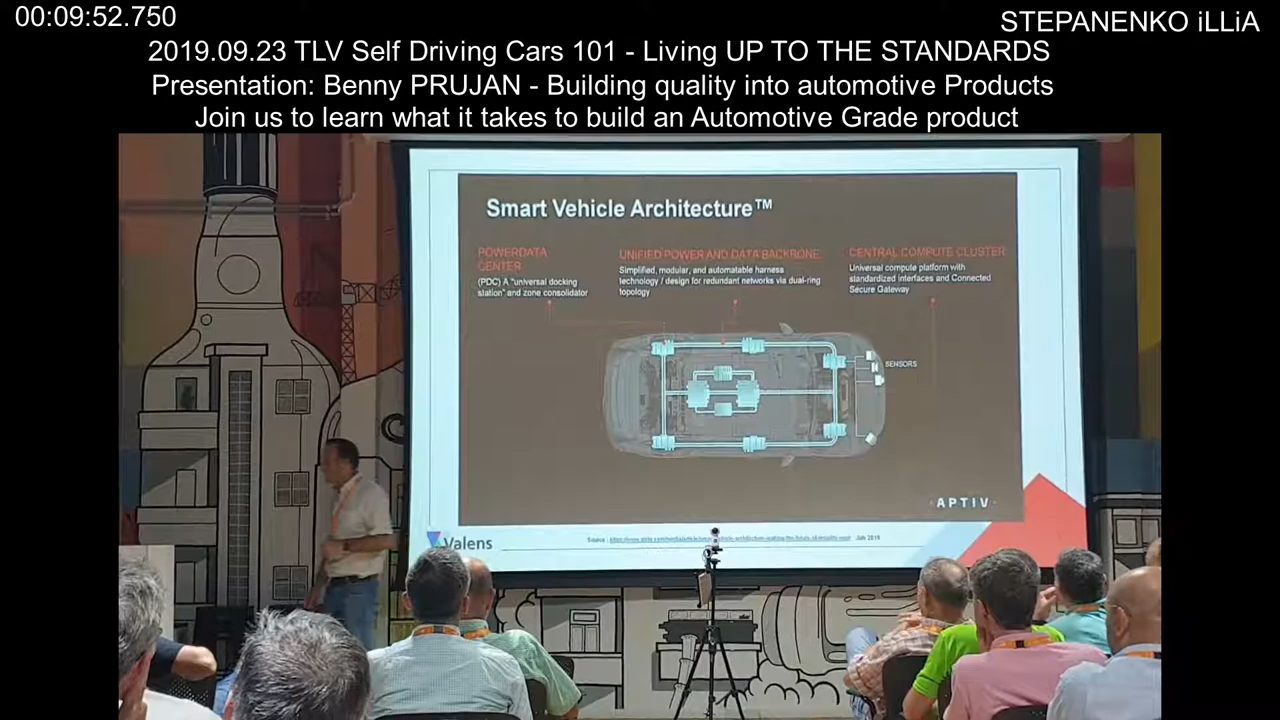 00:09:52.750
STEPANENKO iLLiA
2019.09.23 TLV Self Driving Cars 101 - Living UP TO THE STANDARDS
Presentation: Benny PRUJAN - Building quality into automotive Products
Join us to learn what it takes to build an Automotive Grade product
Smart Vehicle Architecture™
POWERDATA
CENTER
(PDC) A "universal docking
station" and zone consolidator
UNIFIED POWER AND DATA BACKBONE
Simplified, modular, and automatable harness
technology / design for redundant networks via dual-ring
topology
CENTRAL COMPUTE CLUSTER
Universal compute platform with
standardized interfaces and Connected
Secure Gateway
SENSORS
· A P T I V ·
Valens
Source :
July 2019